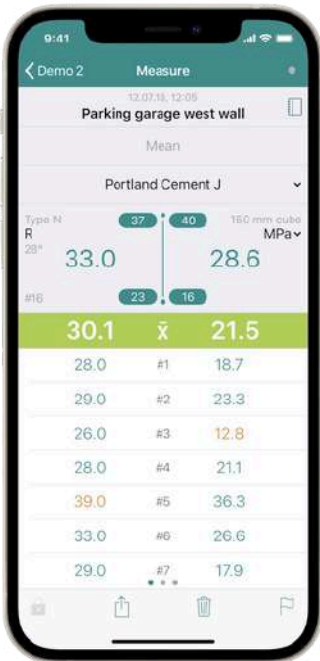 9:41
Demo 2 Measure
12.07.18, 12:05
Parking garage west wall
Mean
Portland Cement J
Type N 37 40 150 mm cube
R MPa
28°
33.0 28.6
#16 23 16
30.1 x̄ 21.5
28.0 #1 18.7
29.0 #2 23.3
26.0 #3 12.8
28.0 #4 21.1
39.0 #5 36.3
33.0 #6 26.6
29.0 #7 17.9